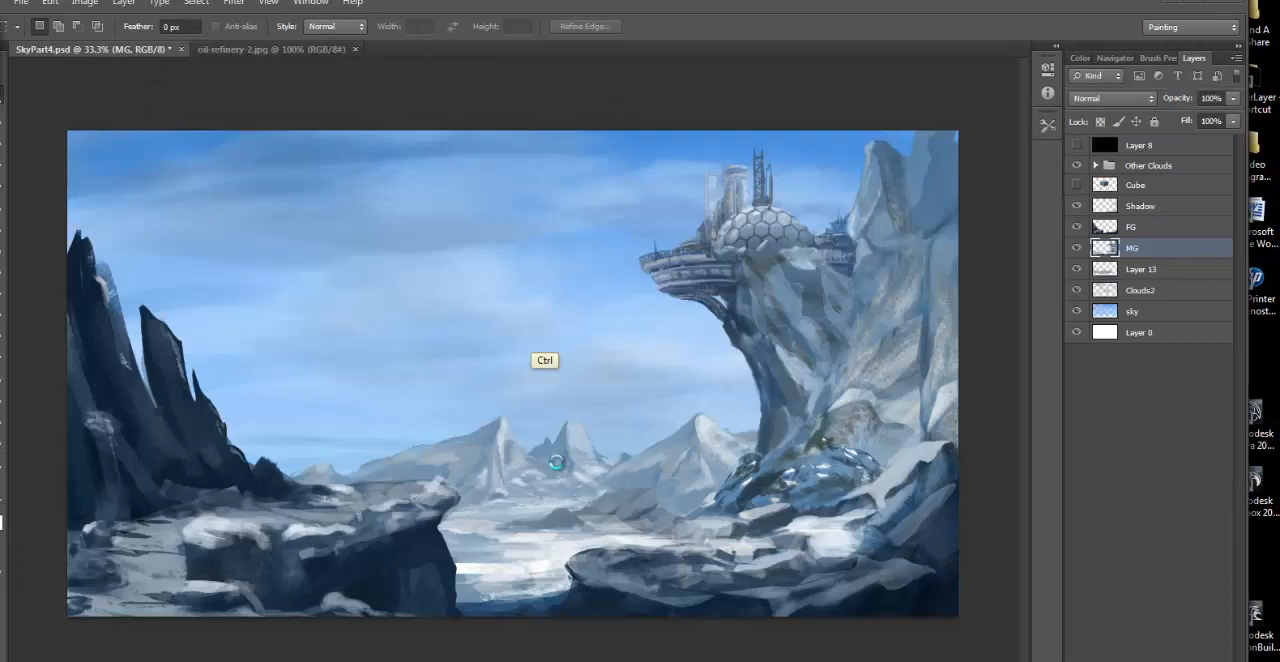 File Edit Image Layer Type Select Filter View Window Help
Feather: 0 px Anti-alias Style: Normal Width: Height: Refine Edge... Painting
SkyPart4.psd @ 33.3% (MG, RGB/8) * × oil-refinery-2.jpg @ 100% (RGB/8#) ×
Color Navigator Brush Pre Layers
Kind
Normal Opacity: 100%
Lock: Fill: 100%
Layer 8
Other Clouds
Cube
Shadow
FG
MG
Layer 13
Clouds2
sky
Layer 0
Ctrl